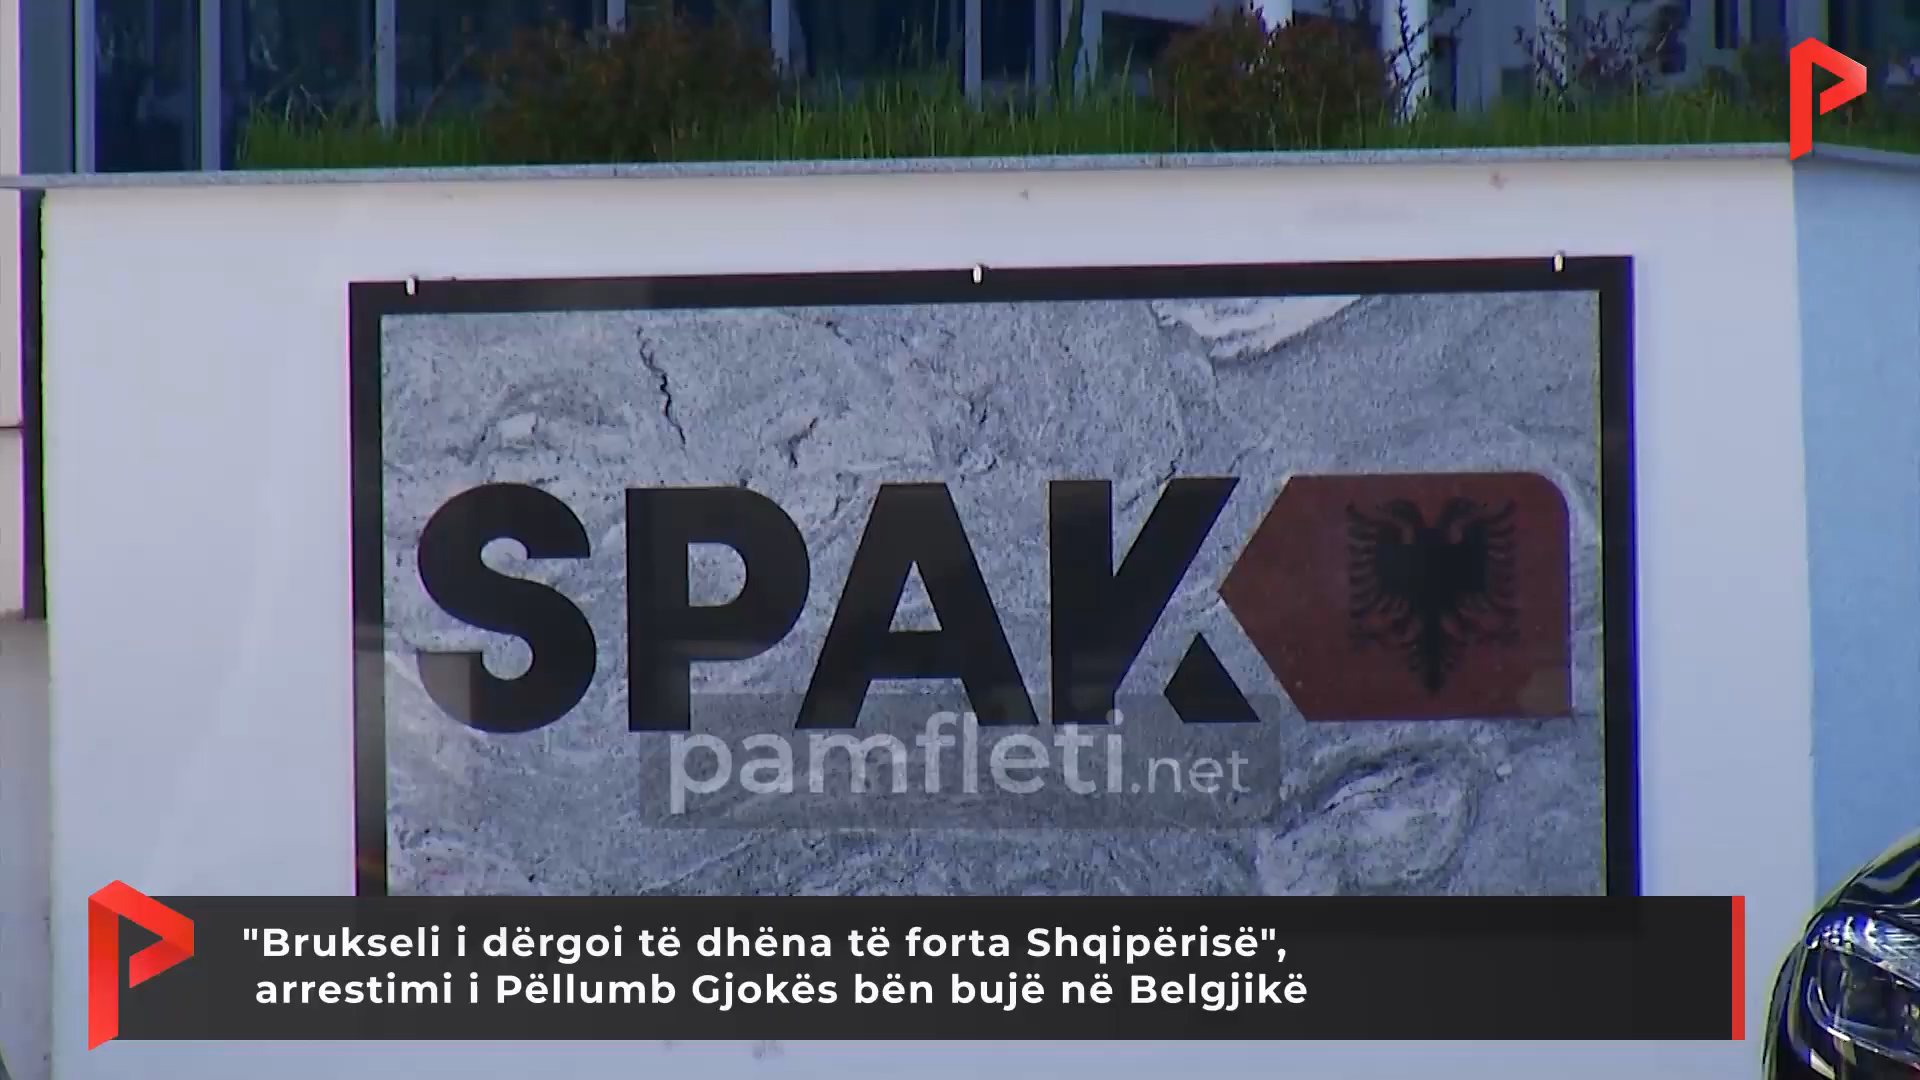 SPAK
pamfleti.net
"Brukseli i dërgoi të dhëna të forta Shqipërisë",
arrestimi i Pëllumb Gjokës bën bujë në Belgjikë